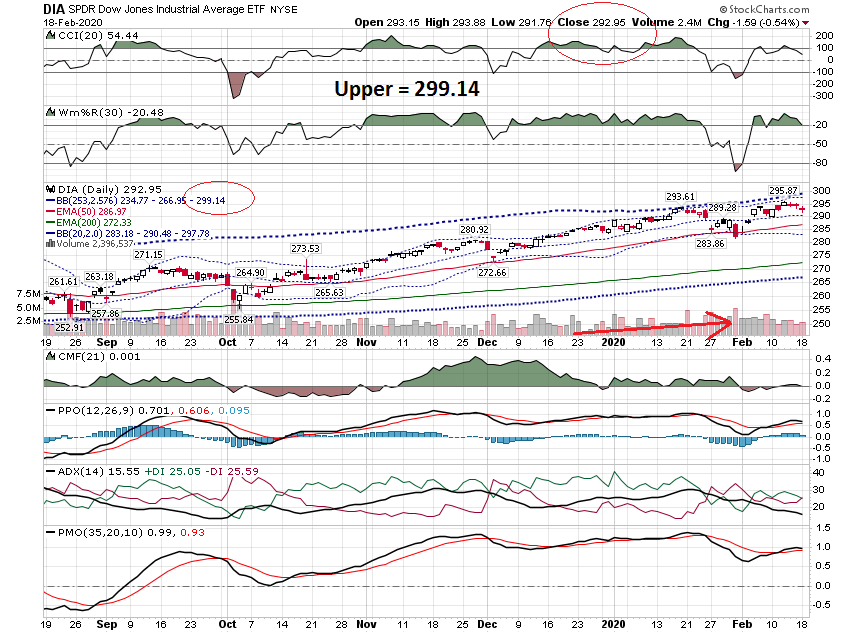 DIA SPDR Dow Jones Industrial Average ETF NYSE
© StockCharts.com
18-Feb-2020
Open 293.15 High 293.88 Low 291.76 Close 292.95 Volume 2.4M Chg -1.59 (-0.54%)
CCI(20) 54.44
200
100
0
-100
-200
-300
Upper = 299.14
Wm%R(30) -20.48
-20
-50
-80
DIA (Daily) 292.95
BB(253,2.576) 234.77 - 266.95 - 299.14
EMA(50) 286.97
EMA(200) 272.33
BB(20,2.0) 283.18 - 290.48 - 297.78
Volume 2,396,537
261.61
252.91
263.18
257.86
271.15
264.90
255.84
273.53
265.63
280.92
272.66
293.61
289.28
283.86
295.87
300
295
290
285
280
275
270
265
260
255
250
7.5M
5.0M
2.5M
19 26 Sep 9 16 23 Oct 7 14 21 28 Nov 11 18 25 Dec 9 16 23 2020 13 21 27 Feb 10 18
CMF(21) 0.001
0.4
0.2
0.0
-0.2
PPO(12,26,9) 0.701, 0.606, 0.095
1.0
0.5
0.0
-0.5
-1.0
ADX(14) 15.55 +DI 25.05 -DI 25.59
40
30
20
PMO(35,20,10) 0.99, 0.93
1.5
1.0
0.5
0.0
-0.5
19 26 Sep 9 16 23 Oct 7 14 21 28 Nov 11 18 25 Dec 9 16 23 2020 13 21 27 Feb 10 18